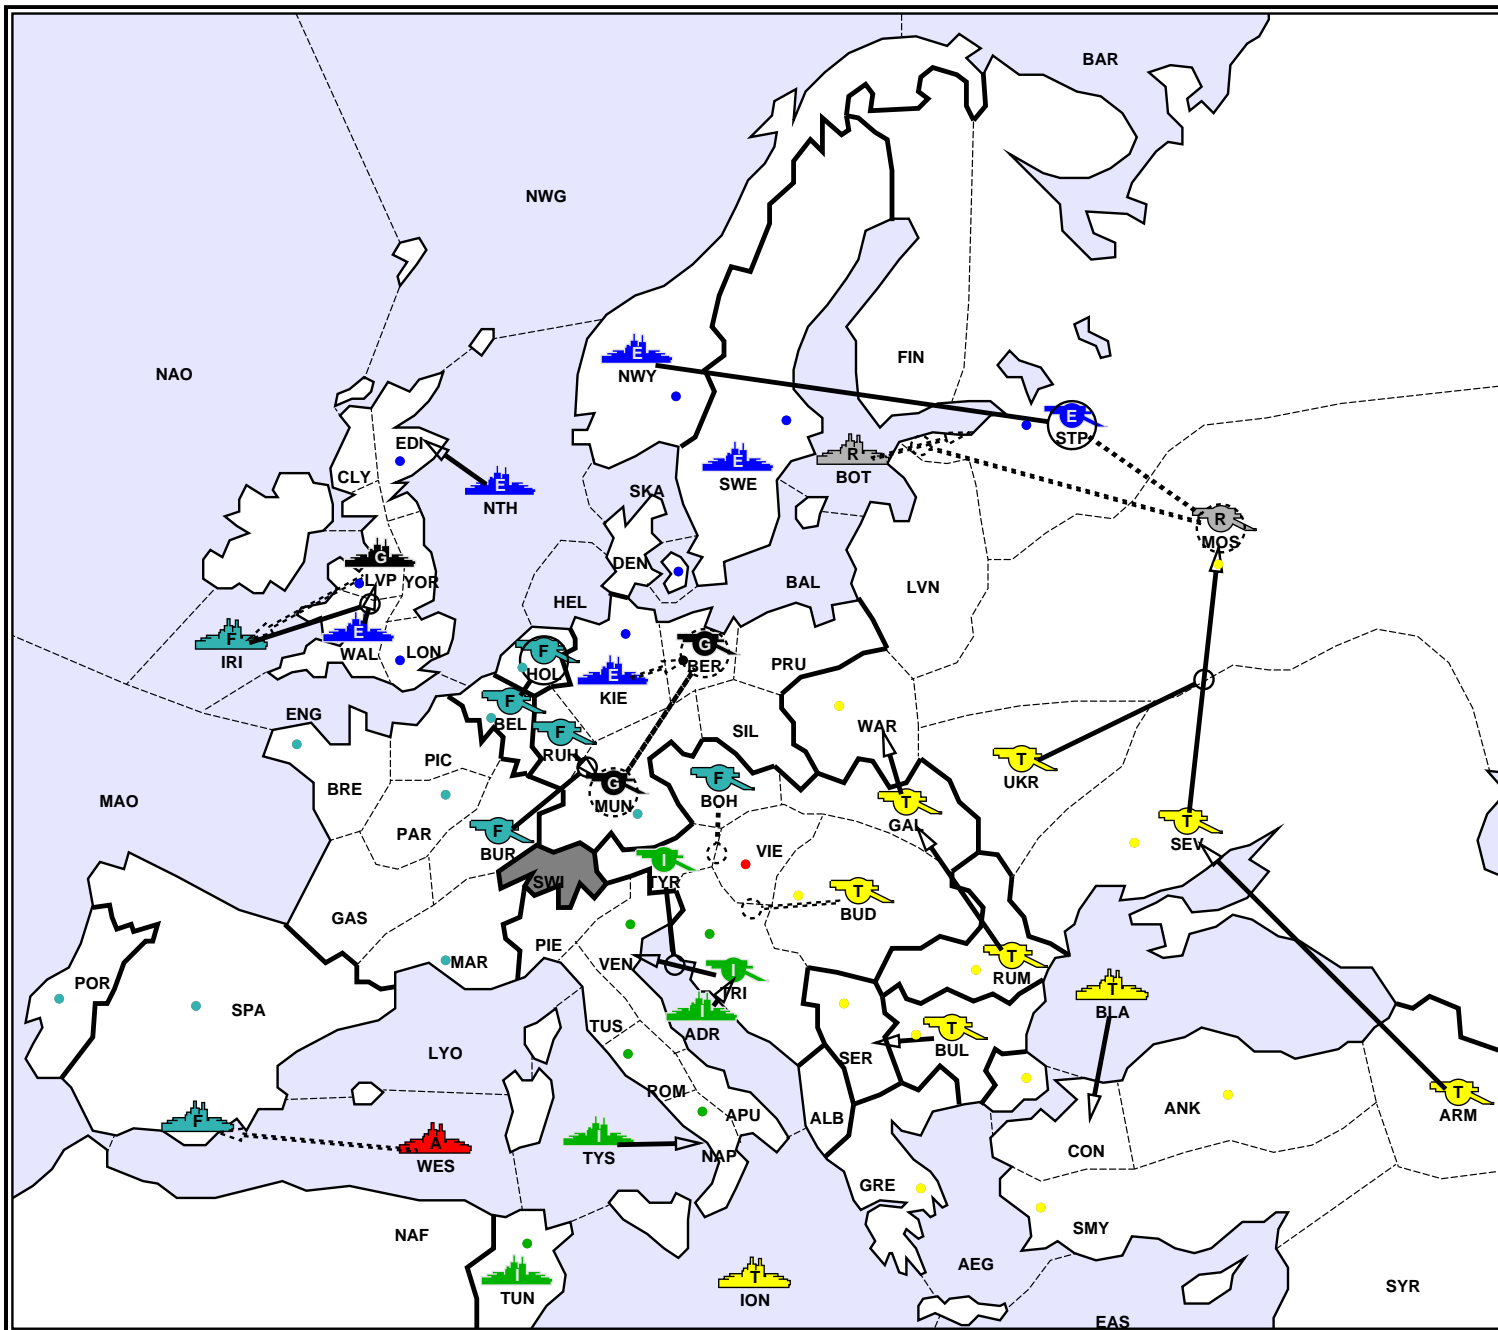 BAR
NWG
NAO
FIN
E
NWY
E
STP
EDI
R
BOT
E
SWE
CLY
SKA
E
NTH
R
MOS
G
LVP
YOR
DEN
BAL
LVN
HEL
F
IRI
E
WAL
LON
G
BER
PRU
F
HOL
E
KIE
F
BEL
ENG
F
RUH
SIL
WAR
PIC
BRE
T
UKR
F
BOH
G
MUN
MAO
T
GAL
PAR
F
BUR
T
SEV
VIE
I
TYR
SWI
T
BUD
GAS
PIE
VEN
MAR
T
RUM
I
TRI
POR
SPA
T
BLA
I
ADR
TUS
T
BUL
LYO
SER
ROM
APU
ALB
T
ARM
ANK
F
A
WES
I
TYS
NAP
CON
GRE
SMY
NAF
AEG
I
TUN
T
ION
SYR
EAS